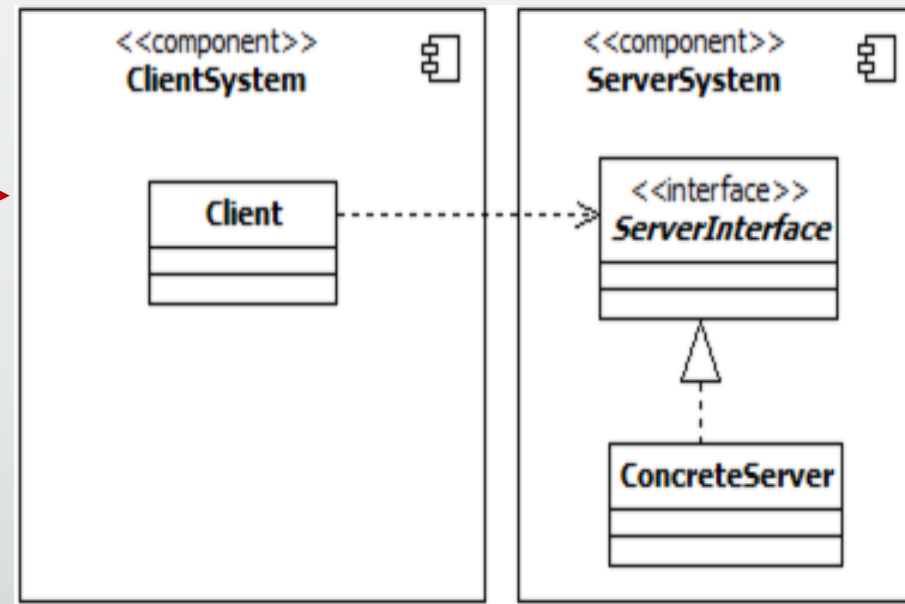 <<component>>
ClientSystem
Client
<<component>>
ServerSystem
<<interface>>
ServerInterface
ConcreteServer